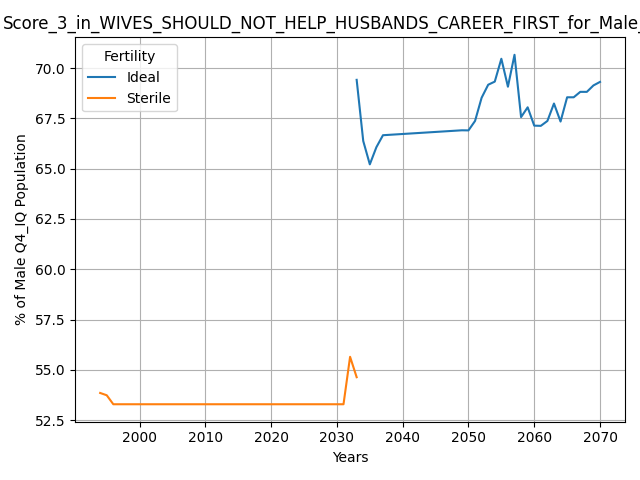 Score_3_in_WIVES_SHOULD_NOT_HELP_HUSBANDS_CAREER_FIRST_for_Male_
Fertility
Ideal
Sterile
% of Male Q4_IQ Population
70.0
67.5
65.0
62.5
60.0
57.5
55.0
52.5
2000 2010 2020 2030 2040 2050 2060 2070
Years